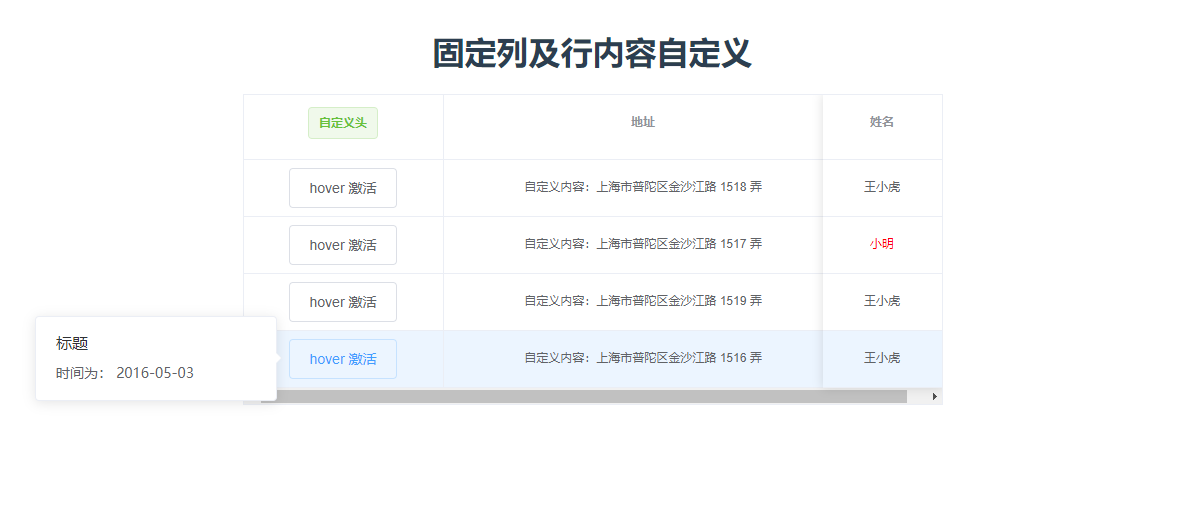 固定列及行内容自定义
自定义头 地址 姓名
hover 激活 自定义内容：上海市普陀区金沙江路 1518 弄 王小虎
hover 激活 自定义内容：上海市普陀区金沙江路 1517 弄 小明
hover 激活 自定义内容：上海市普陀区金沙江路 1519 弄 王小虎
hover 激活 自定义内容：上海市普陀区金沙江路 1516 弄 王小虎
标题
时间为： 2016-05-03